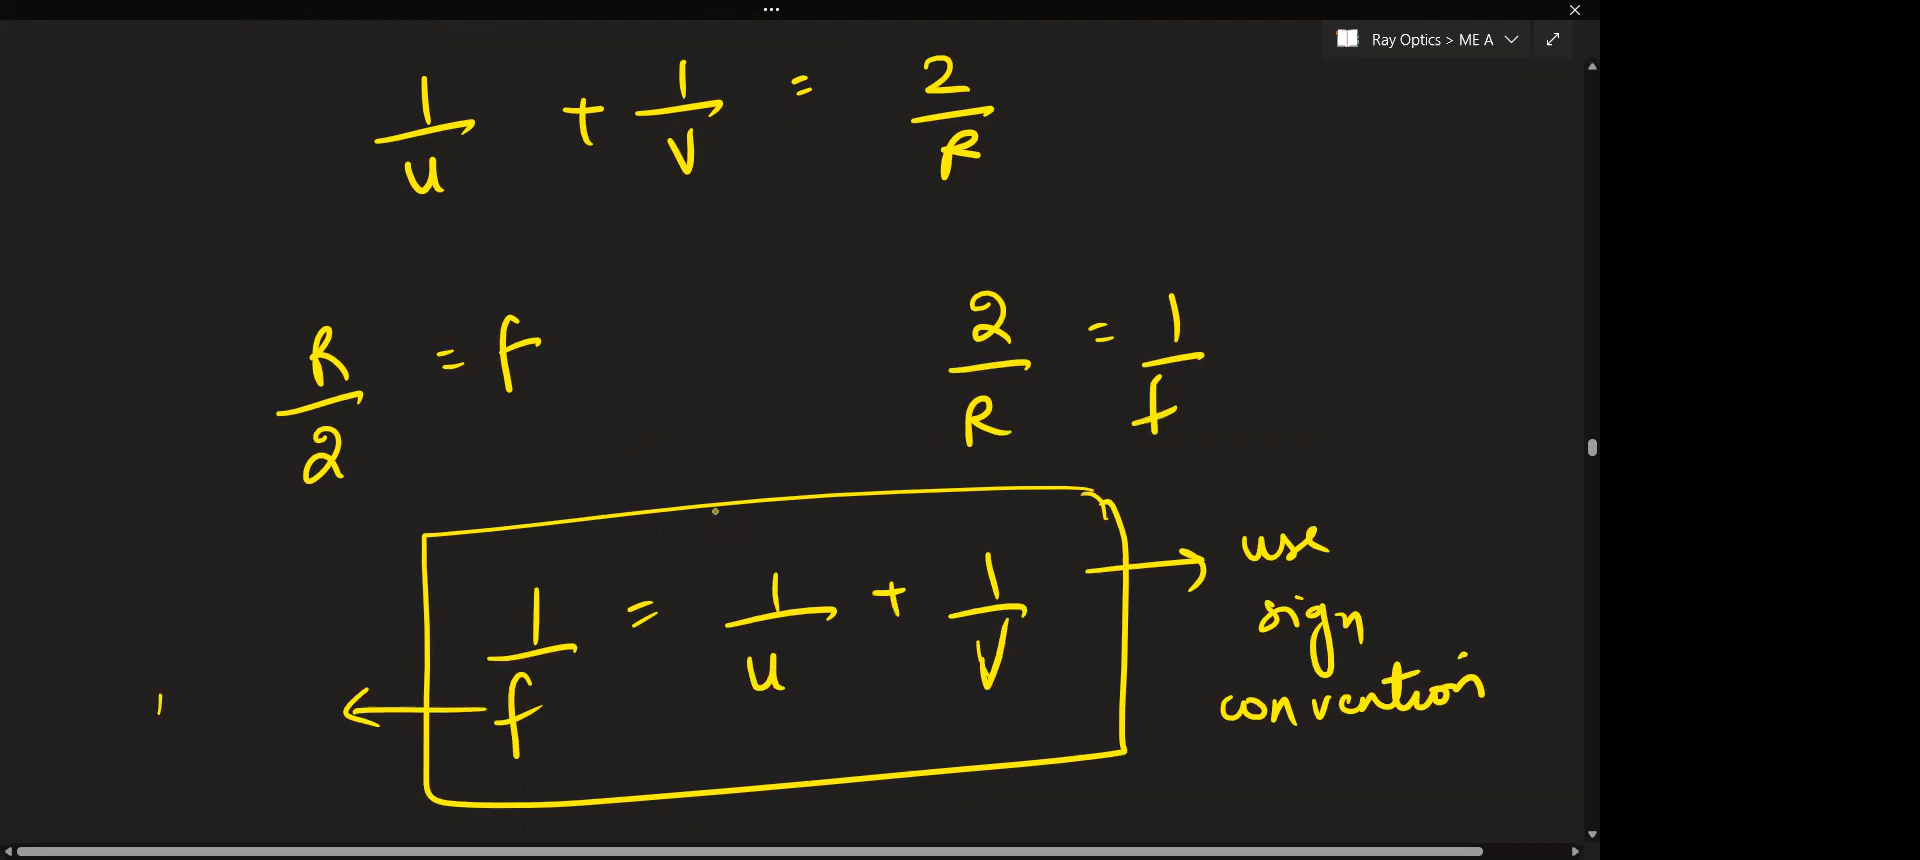 Ray Optics > ME A
1/u + 1/v = 2/R
R/2 = f
2/R = 1/f
1/f = 1/u + 1/v → use
sign
convention